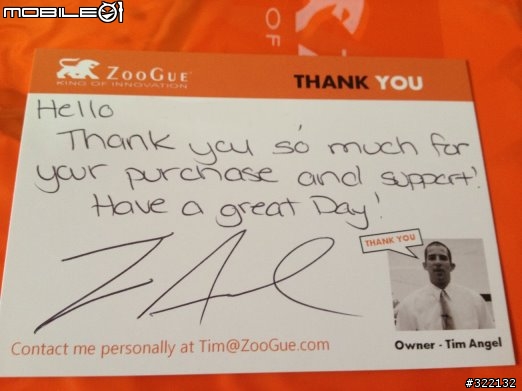 MOBILE01
ZOOGUE
KING OF INNOVATION
THANK YOU
Hello
Thank you so much for
your purchase and support!
Have a great Day!
THANK YOU
Contact me personally at Tim@ZooGue.com
Owner - Tim Angel
#322132